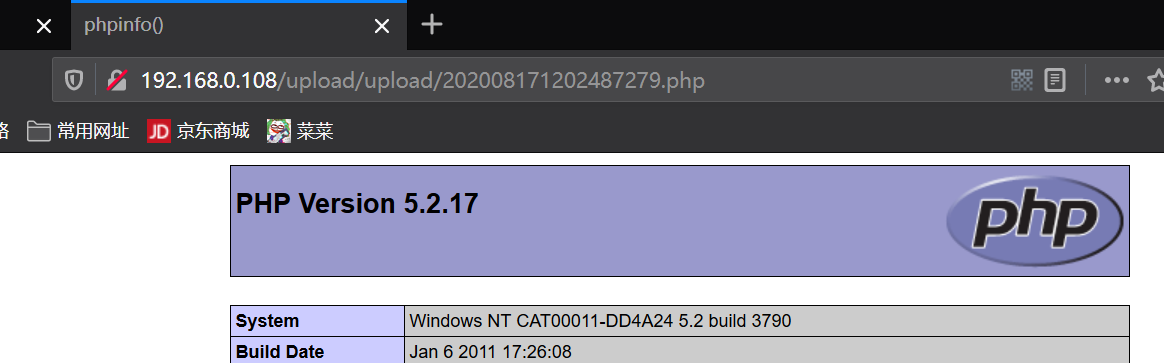 phpinfo()
192.168.0.108/upload/upload/202008171202487279.php
常用网址 JD 京东商城 菜菜
PHP Version 5.2.17
php
System Windows NT CAT00011-DD4A24 5.2 build 3790
Build Date Jan 6 2011 17:26:08